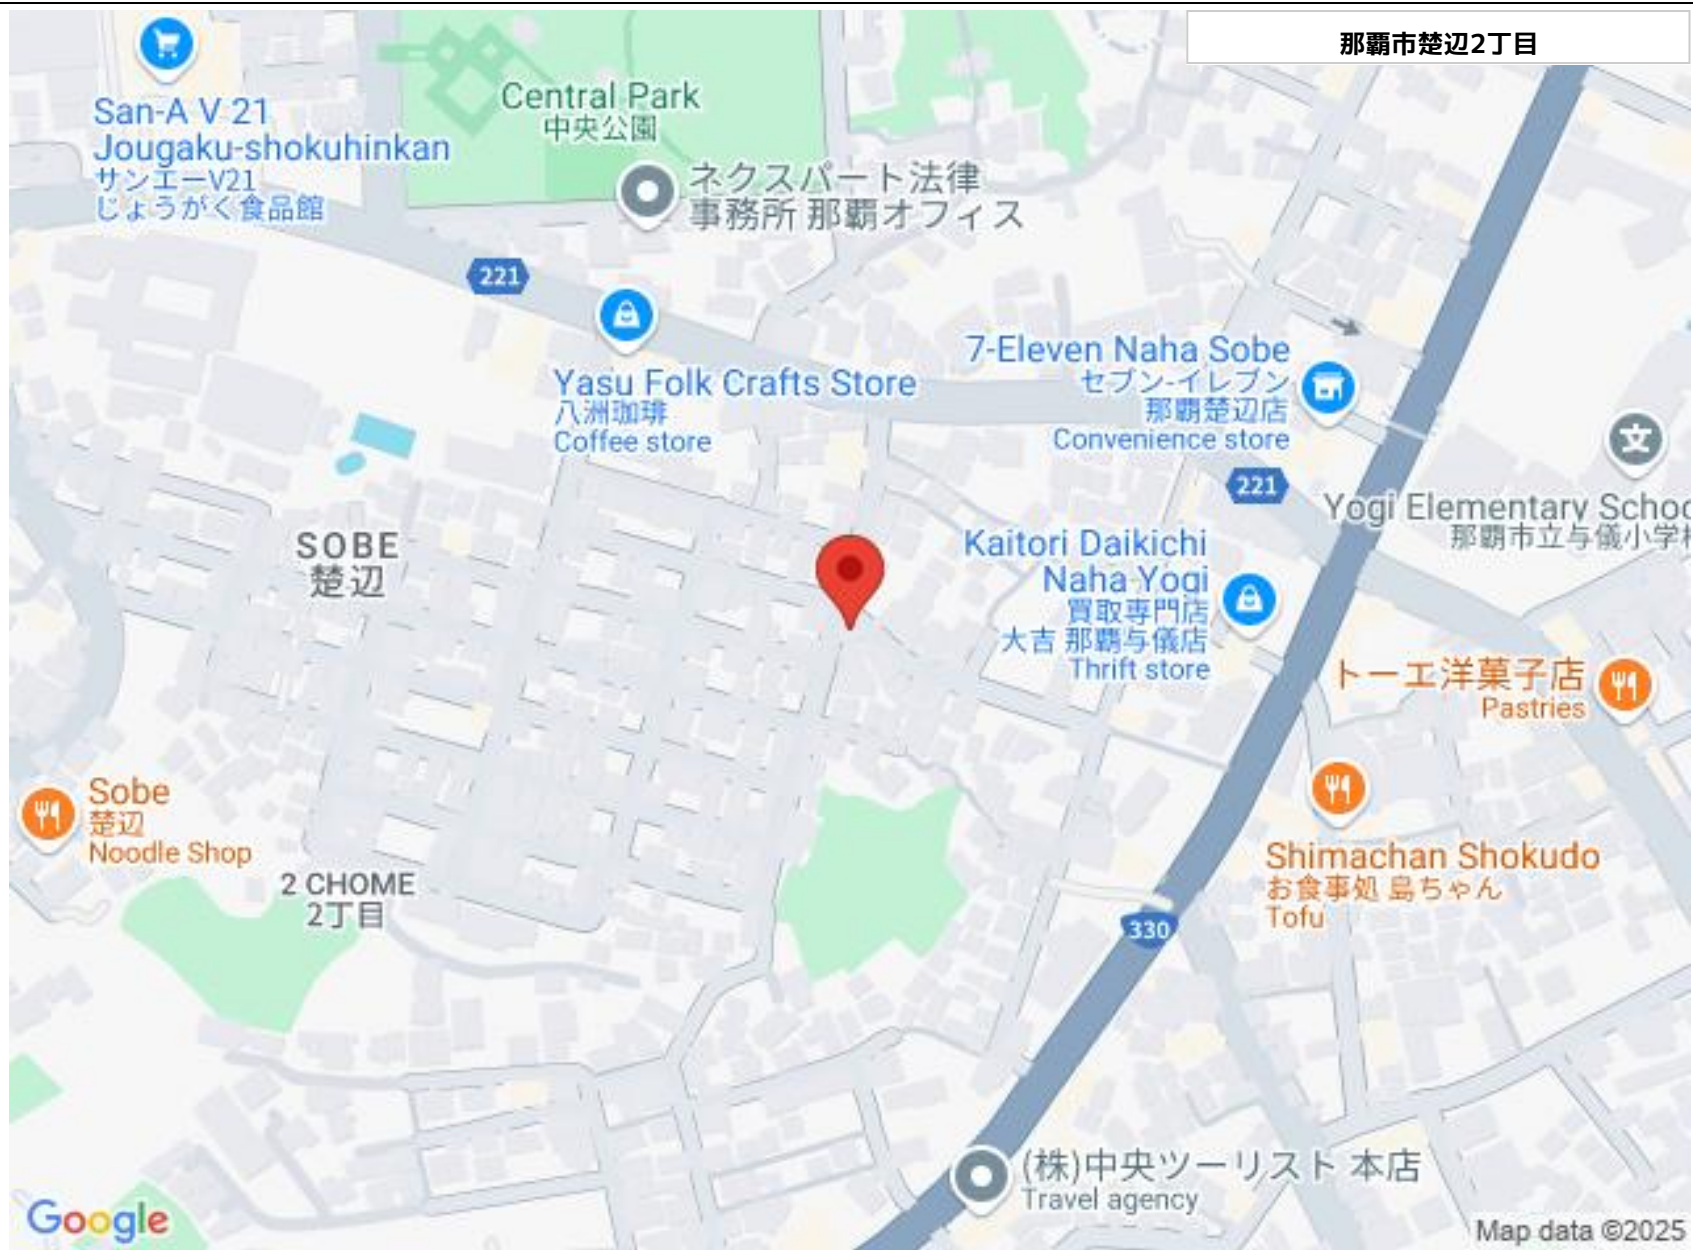 那覇市楚辺2丁目
San-A V 21
Jougaku-shokuhinkan
サンエーV21
じょうがく食品館
Central Park
中央公園
ネクスパート法律
事務所 那覇オフィス
221
Yasu Folk Crafts Store
八洲珈琲
Coffee store
7-Eleven Naha Sobe
セブン-イレブン
那覇楚辺店
Convenience store
文
221
Yogi Elementary Schoo
那覇市立与儀小学校
SOBE
楚辺
Kaitori Daikichi
Naha Yogi
買取専門店
大吉 那覇与儀店
Thrift store
トーエ洋菓子店
Pastries
Sobe
楚辺
Noodle Shop
2 CHOME
2丁目
Shimachan Shokudo
お食事処 島ちゃん
Tofu
330
(株)中央ツーリスト 本店
Travel agency
Google
Map data ©2025